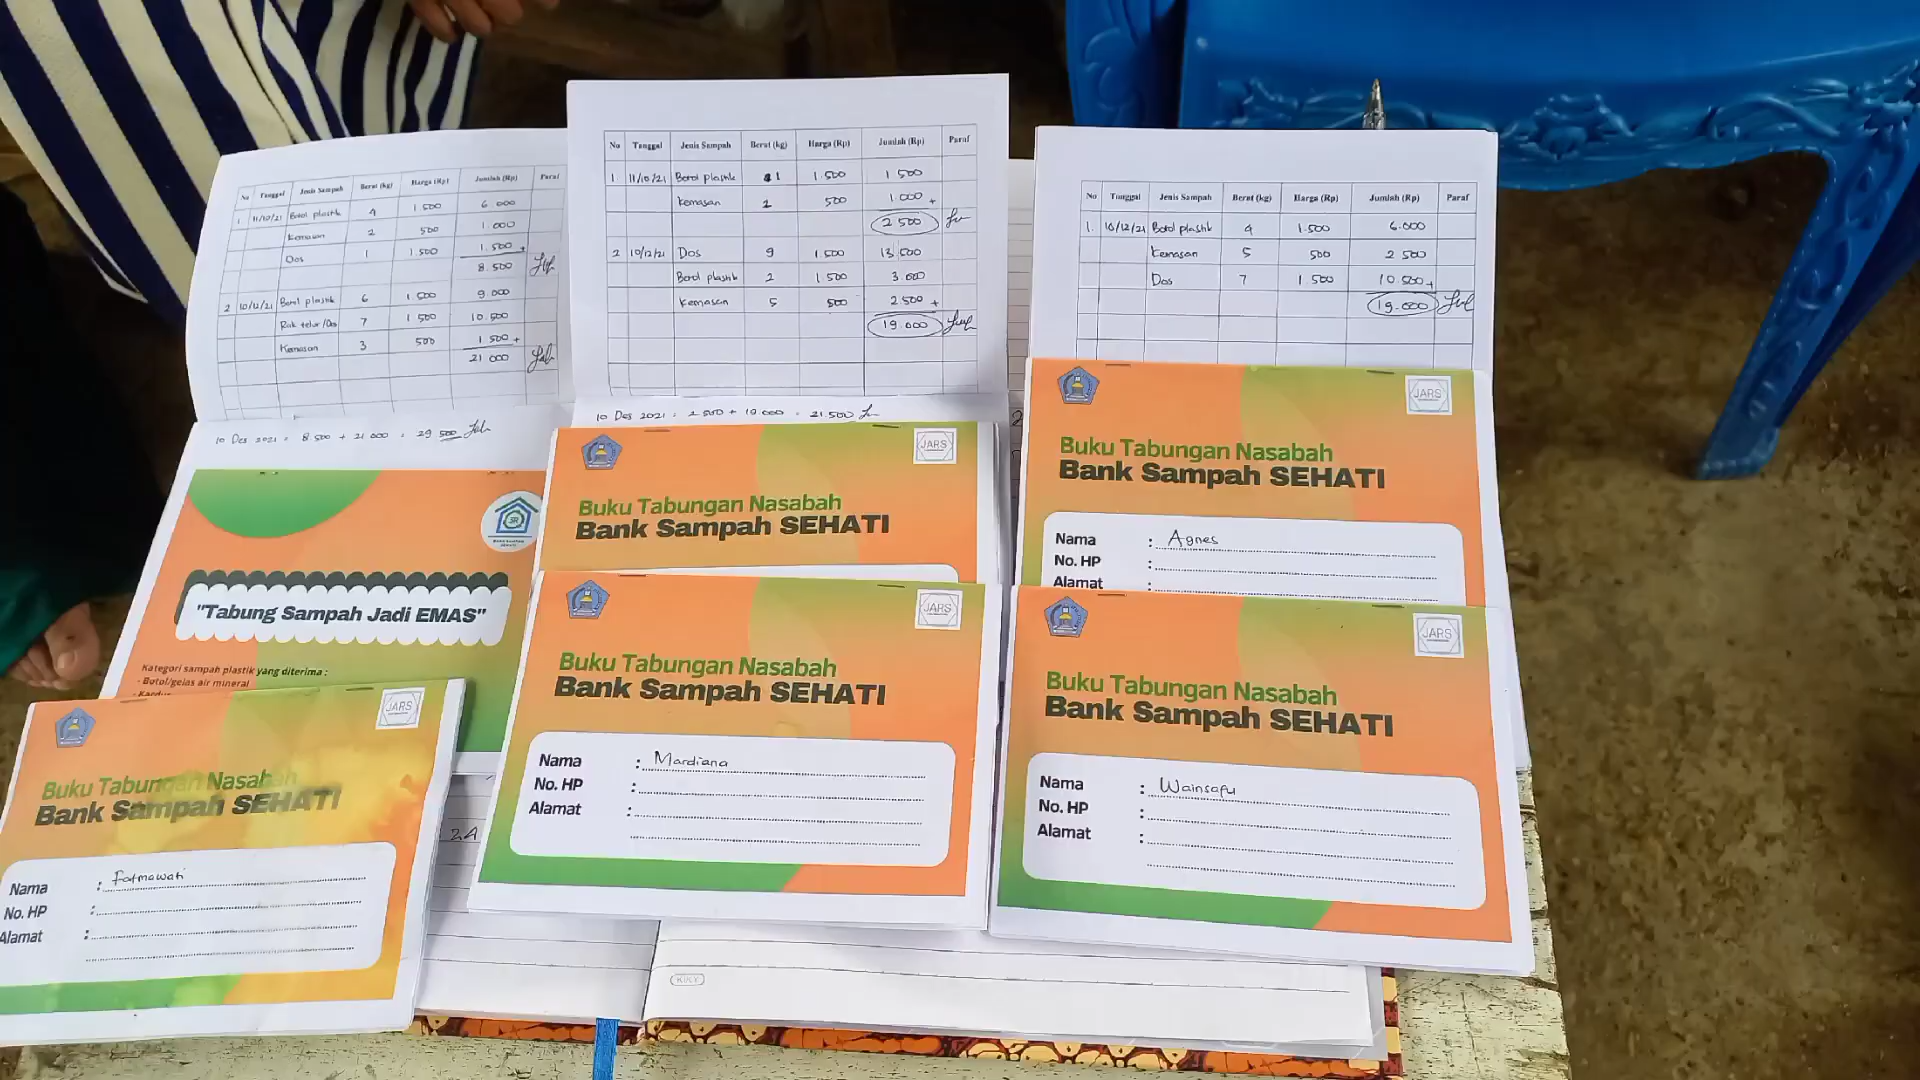 No Tanggal Jenis Sampah Berat (kg) Harga (Rp) Jumlah (Rp) Paraf
1 11/10/21 Botol plastik 4 1.500 6.000
Kemasan 2 500 1.000
Dos 1 1.500 1.500 +
8.500
2 10/12/21 Botol plastik 6 1.500 9.000
Rak telur/Dos 7 1 500 10.500
Kemasan 3 500 1 500 +
21 000
10 Des 2021 = 8.500 + 21 000 = 29 500
"Tabung Sampah Jadi EMAS"
Kategori sampah plastik yang diterima :
- Botol/gelas air mineral
- Kardus
No Tanggal Jenis Sampah Berat (kg) Harga (Rp) Jumlah (Rp) Paraf
1 11/10/21 Botol plastik 1 1.500 1 500
Kemasan 2 500 1.000 +
2 500
2 10/12/21 Dos 9 1.500 13.500
Botol plastik 2 1 500 3.000
Kemasan 5 500 2 500 +
19.000
10 Des 2021 = 2 500 + 19.000 = 21.500
JARS
Buku Tabungan Nasabah
Bank Sampah SEHATI
No Tanggal Jenis Sampah Berat (kg) Harga (Rp) Jumlah (Rp) Paraf
1. 10/12/21 Botol plastik 4 1.500 6.000
Kemasan 5 500 2 500
Dos 7 1 500 10 500 +
19.000
JARS
Buku Tabungan Nasabah
Bank Sampah SEHATI
Nama : Agnes
No. HP :
Alamat :
JARS
Buku Tabungan Nasabah
Bank Sampah SEHATI
Nama : Fatmawati
No. HP :
Alamat :
JARS
Buku Tabungan Nasabah
Bank Sampah SEHATI
Nama : Mardiana
No. HP :
Alamat :
JARS
Buku Tabungan Nasabah
Bank Sampah SEHATI
Nama : Wainsapu
No. HP :
Alamat :
KIKY